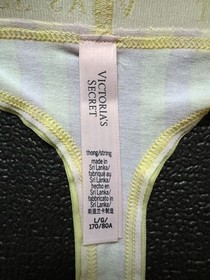 VICTORIA'S
SECRET
thong/string
made in
Sri Lanka/
fabriqué au
Sri Lanka/
hecho en
Sri Lanka/
fabbricato in
Sri Lanka/
斯里兰卡制造
L/G/
170/80A